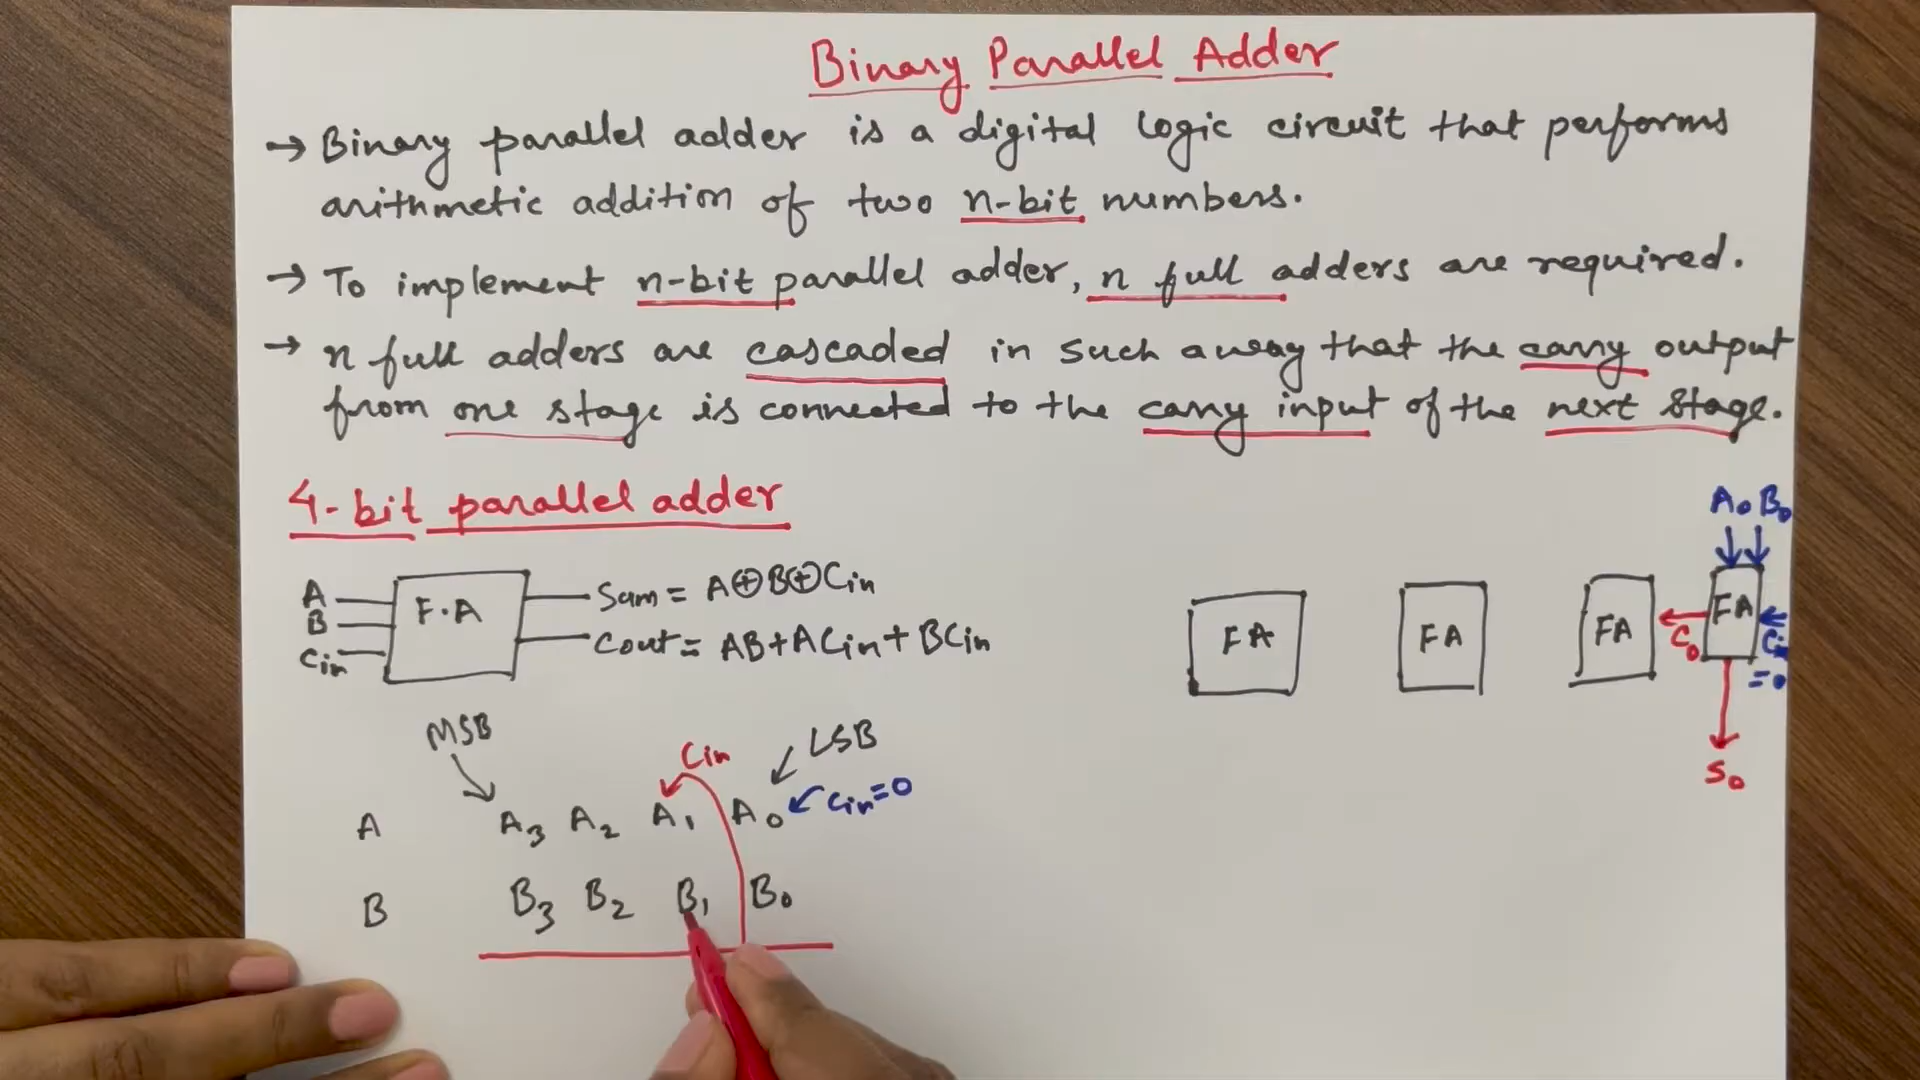 Binary Parallel Adder
→ Binary parallel adder is a digital logic circuit that performs
arithmetic addition of two n-bit numbers.
→ To implement n-bit parallel adder, n full adders are required.
→ n full adders are cascaded in such a way that the carry output
from one stage is connected to the carry input of the next stage.
4-bit parallel adder
A
B
Cin
F.A
Sum = A⊕B⊕Cin
Cout = AB+ACin+BCin
A₀ B₀
FA
FA
FA
FA
C₀
Cin
=0
S₀
MSB
Cin
LSB
A A₃ A₂ A₁ A₀ Cin=0
B B₃ B₂ B₁ B₀